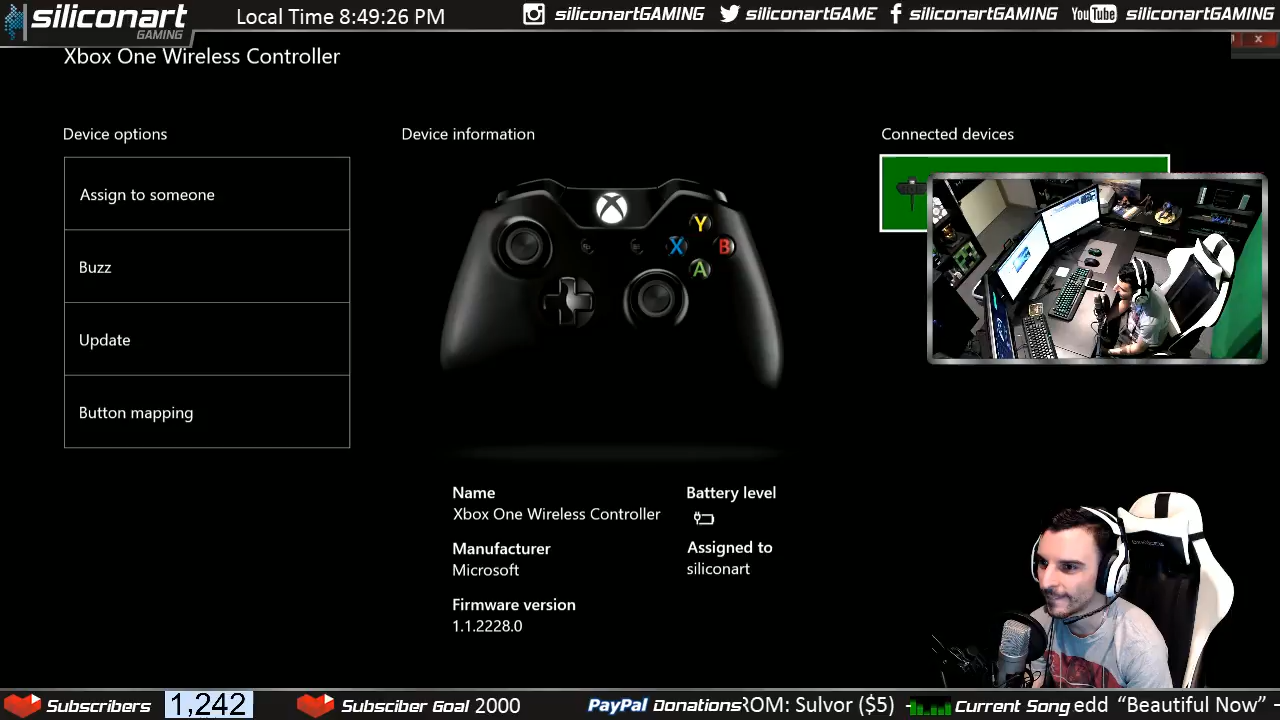 siliconart
GAMING
Local Time 8:49:26 PM
siliconartGAMING
siliconartGAME
siliconartGAMING
You Tube siliconartGAMING
Xbox One Wireless Controller
Device options
Assign to someone
Buzz
Update
Button mapping
Device information
Y
X
B
A
Name
Xbox One Wireless Controller
Manufacturer
Microsoft
Firmware version
1.1.2228.0
Battery level
Assigned to
siliconart
Connected devices
Subscribers 1,242
Susciber Goal 2000
PayPal Donations ROM: Sulvor ($5) -
Current Song edd “Beautiful Now” -